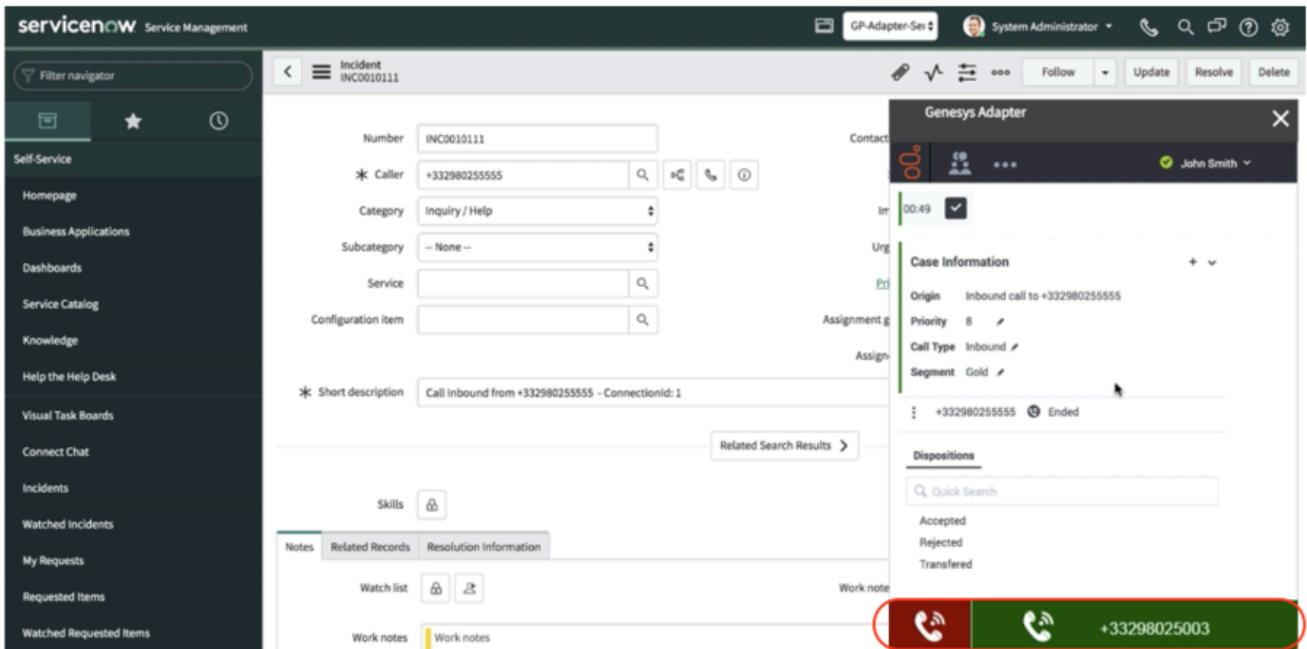 servicenow Service Management
GP-Adapter-Ser
System Administrator
Filter navigator
Incident
INC0010111
Follow
Update
Resolve
Delete
Self-Service
Homepage
Business Applications
Dashboards
Service Catalog
Knowledge
Help the Help Desk
Visual Task Boards
Connect Chat
Incidents
Watched Incidents
My Requests
Requested Items
Watched Requested Items
Number INC0010111
* Caller +332980255555
Category Inquiry / Help
Subcategory -- None --
Service
Configuration item
* Short description Call Inbound from +332980255555 - ConnectionId: 1
Contact
Im
Urg
Pri
Assignment g
Assign
Related Search Results
Skills
Notes Related Records Resolution Information
Watch list
Work note
Work notes Work notes
Genesys Adapter
John Smith
00:49
Case Information
Origin Inbound call to +332980255555
Priority 8
Call Type Inbound
Segment Gold
+332980255555 Ended
Dispositions
Quick Search
Accepted
Rejected
Transfered
+33298025003